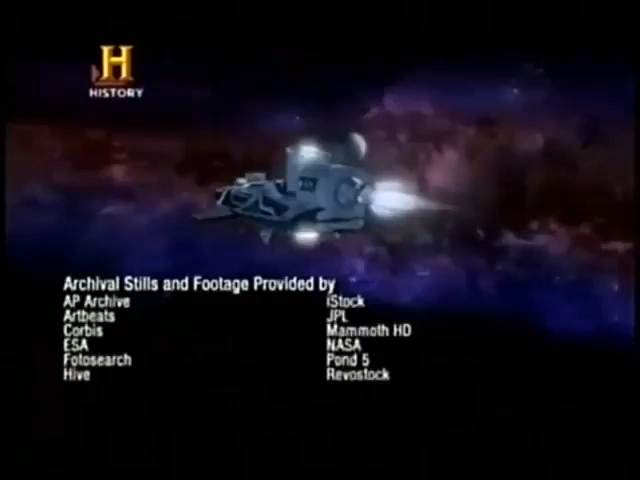 H
HISTORY
Archival Stills and Footage Provided by
AP Archive
Artbeats
Corbis
ESA
Fotosearch
Hive
iStock
JPL
Mammoth HD
NASA
Pond 5
Revostock